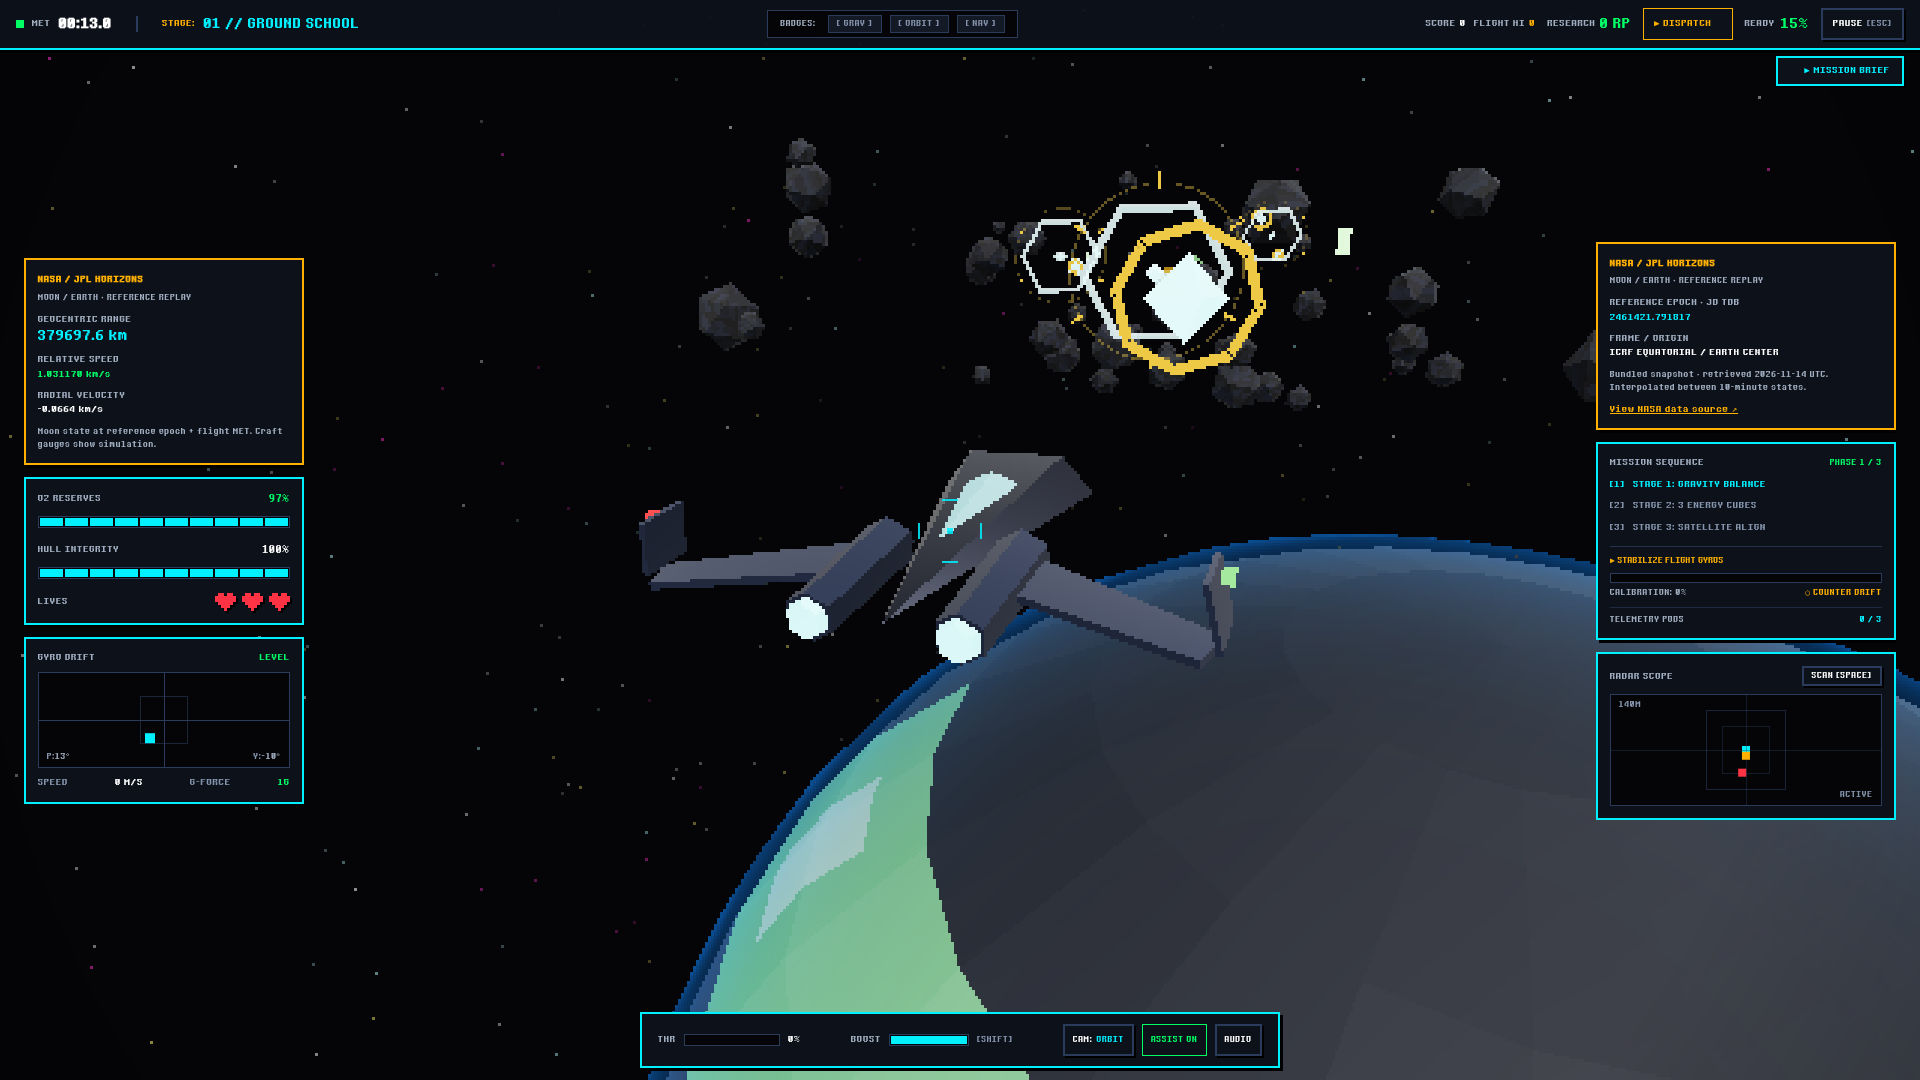 MET 00:13.0 STAGE: 01 // GROUND SCHOOL BADGES: [ GRAV ] [ ORBIT ] [ NAV ] SCORE 0 FLIGHT HI 0 RESEARCH 0 RP ▶ DISPATCH READY 15% PAUSE [ESC]
▶ MISSION BRIEF
NASA / JPL HORIZONS
MOON / EARTH · REFERENCE REPLAY
GEOCENTRIC RANGE
379697.6 km
RELATIVE SPEED
1.031170 km/s
RADIAL VELOCITY
-0.0664 km/s
Moon state at reference epoch + flight MET. Craft
gauges show simulation.
O2 RESERVES 97%
HULL INTEGRITY 100%
LIVES
GYRO DRIFT LEVEL
P:13° Y:-10°
SPEED 0 M/S G-FORCE 1G
NASA / JPL HORIZONS
MOON / EARTH · REFERENCE REPLAY
REFERENCE EPOCH · JD TDB
2461421.791817
FRAME / ORIGIN
ICRF EQUATORIAL / EARTH CENTER
Bundled snapshot · retrieved 2026-11-14 UTC.
Interpolated between 10-minute states.
View NASA data source ↗
MISSION SEQUENCE PHASE 1 / 3
[1] STAGE 1: GRAVITY BALANCE
[2] STAGE 2: 3 ENERGY CUBES
[3] STAGE 3: SATELLITE ALIGN
▶ STABILIZE FLIGHT GYROS
CALIBRATION: 0% ○ COUNTER DRIFT
TELEMETRY PODS 0 / 3
RADAR SCOPE SCAN [SPACE]
140M
ACTIVE
THR 0% BOOST [SHIFT] CAM: ORBIT ASSIST ON AUDIO